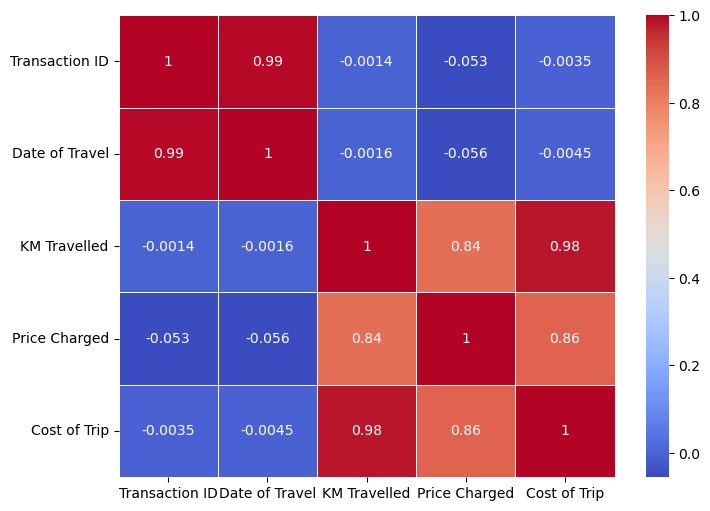 Transaction ID 1 0.99 -0.0014 -0.053 -0.0035
Date of Travel 0.99 1 -0.0016 -0.056 -0.0045
KM Travelled -0.0014 -0.0016 1 0.84 0.98
Price Charged -0.053 -0.056 0.84 1 0.86
Cost of Trip -0.0035 -0.0045 0.98 0.86 1
Transaction ID Date of Travel KM Travelled Price Charged Cost of Trip
1.0
0.8
0.6
0.4
0.2
0.0